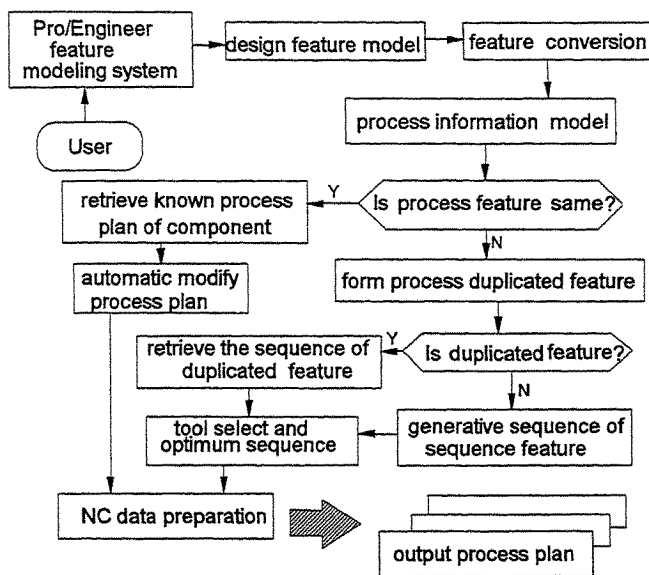 Pro/Engineer
feature
modeling system
design feature model
feature conversion
User
process information model
retrieve known process
plan of component
Y
Is process feature same?
N
automatic modify
process plan
form process duplicated feature
retrieve the sequence of
duplicated feature
Y
Is duplicated feature?
N
tool select and
optimum sequence
generative sequence of
sequence feature
NC data preparation
output process plan